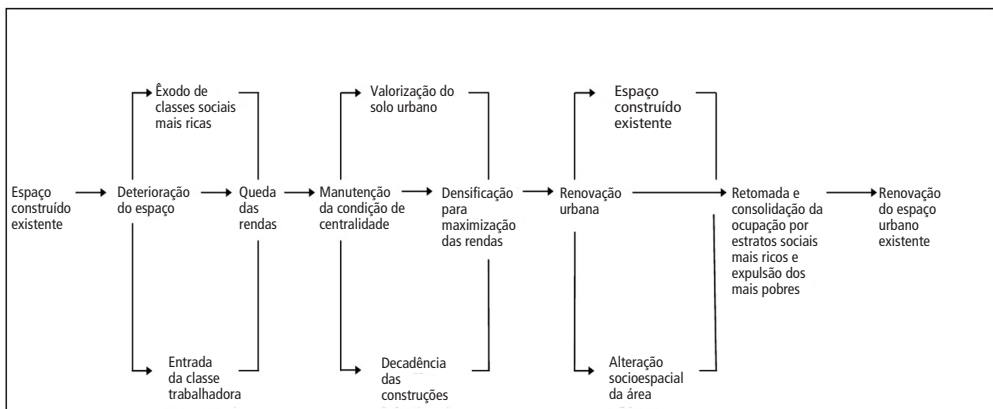 Êxodo de
classes sociais
mais ricas
Valorização do
solo urbano
Espaço
construído
existente
Espaço
construído
existente
Deterioração
do espaço
Queda
das
rendas
Manutenção
da condição de
centralidade
Densificação
para
maximização
das rendas
Renovação
urbana
Retomada e
consolidação da
ocupação por
estratos sociais
mais ricos e
expulsão dos
mais pobres
Renovação
do espaço
urbano
existente
Entrada
da classe
trabalhadora
Decadência
das
construções
Alteração
socioespacial
da área